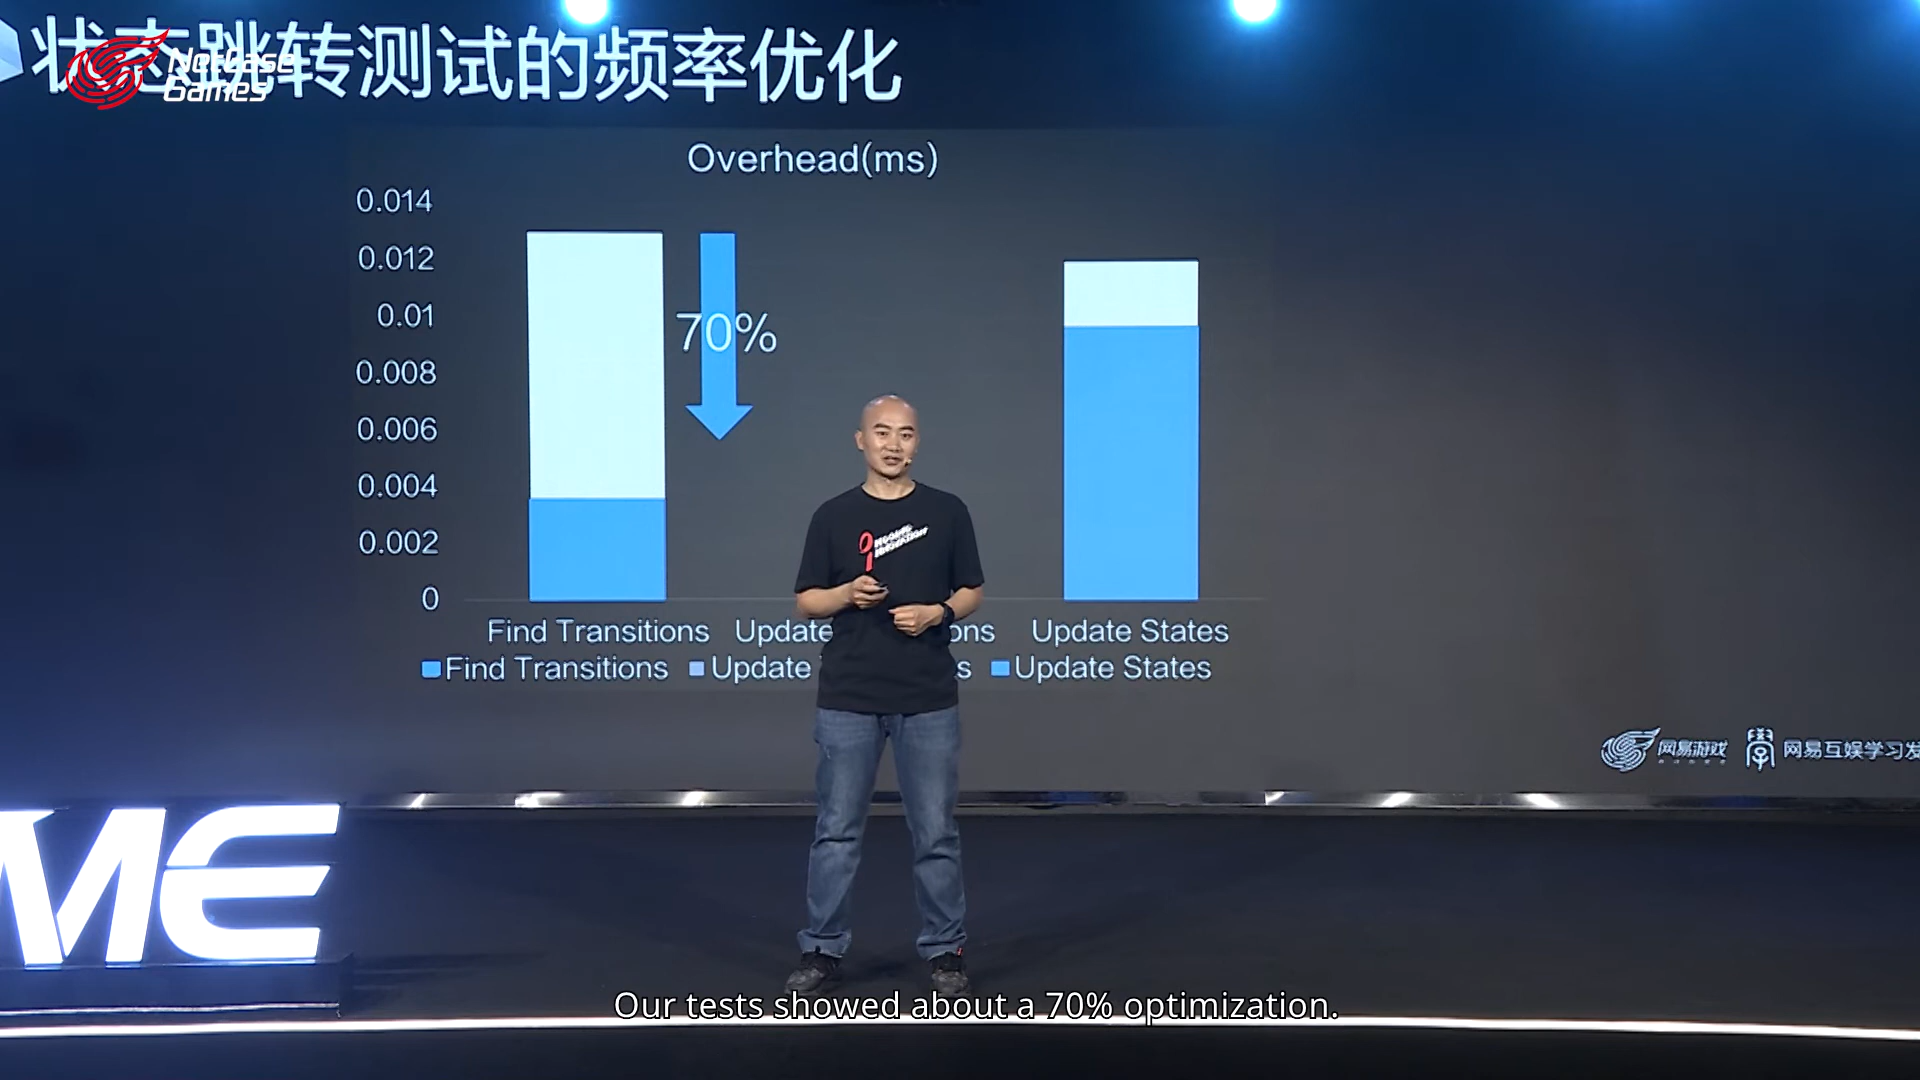 状态跳转测试的频率优化
NetEase
Games
Overhead(ms)
0.014
0.012
0.01
0.008
0.006
0.004
0.002
0
70%
Find Transitions Update ons Update States
Find Transitions Update s Update States
网易游戏
网易互娱学习发
ME
Our tests showed about a 70% optimization.